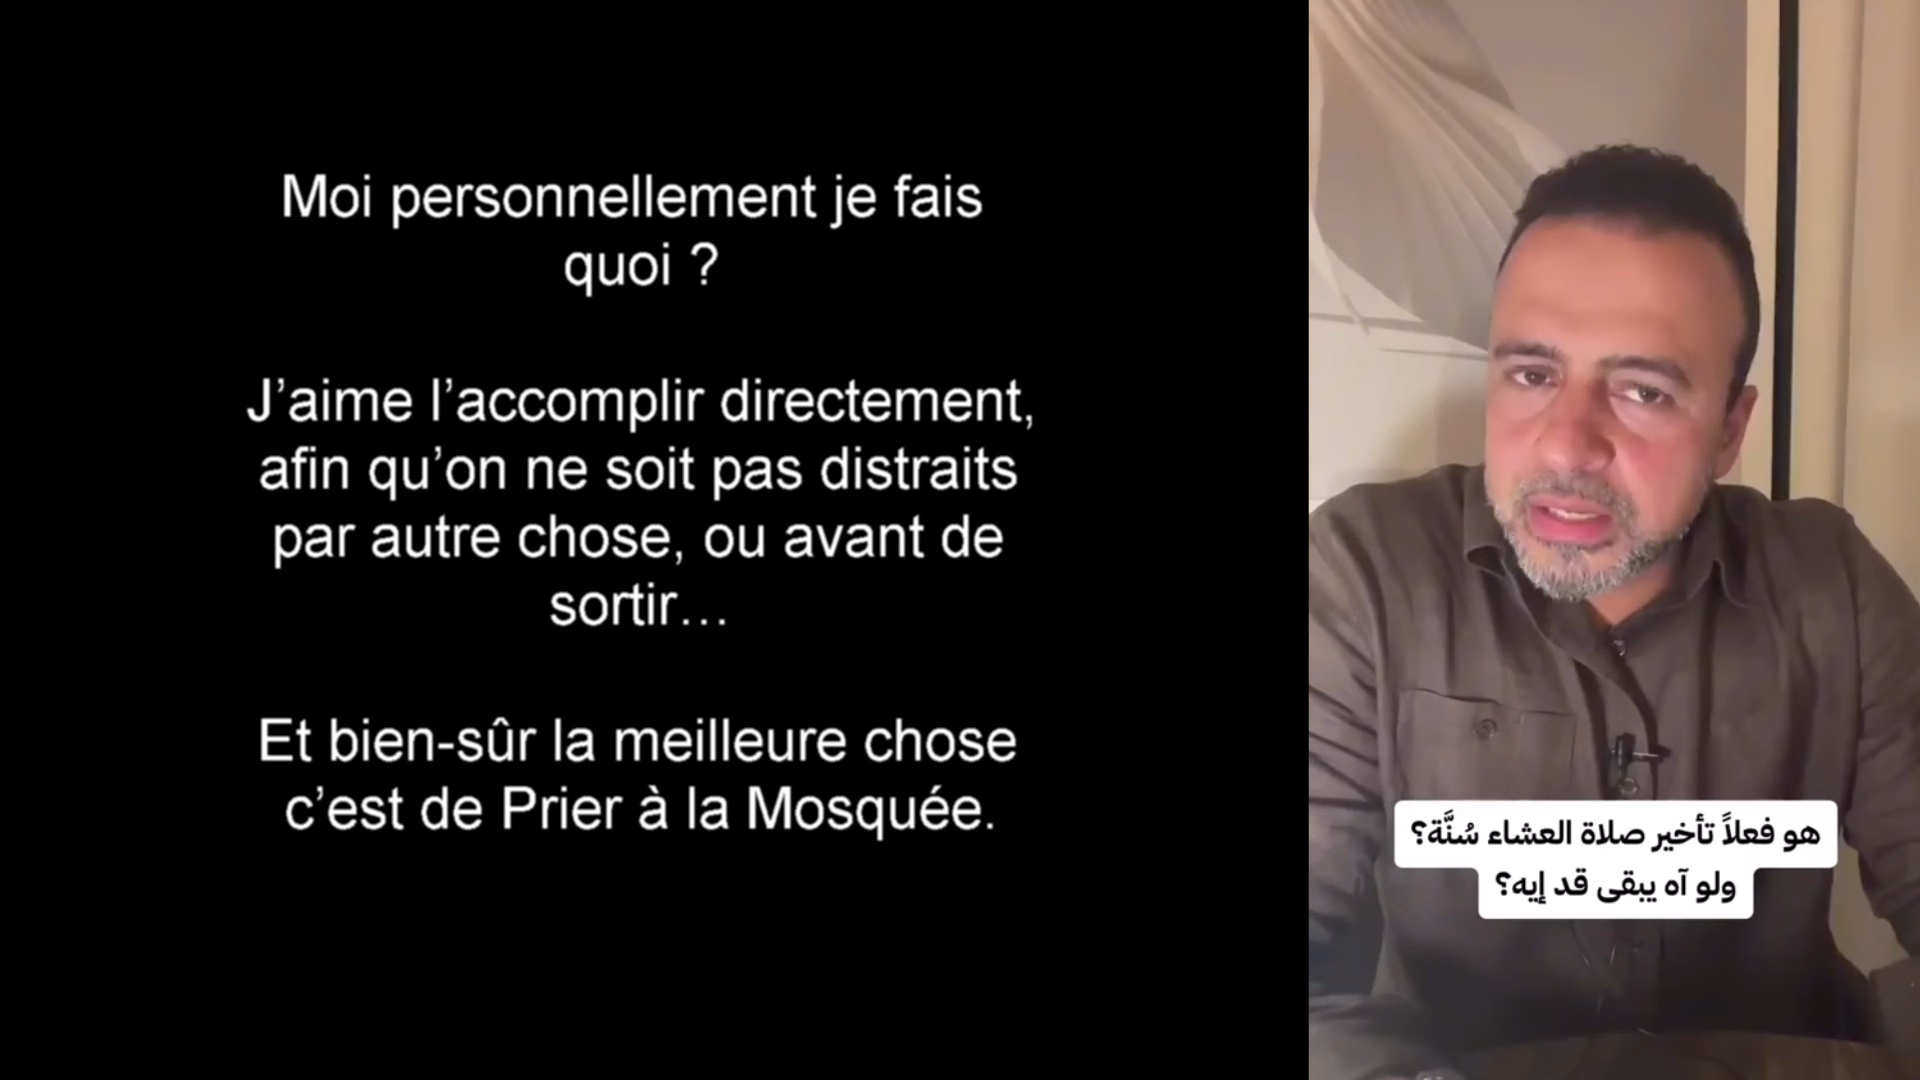 Moi personnellement je fais
quoi ?
J’aime l’accomplir directement,
afin qu’on ne soit pas distraits
par autre chose, ou avant de
sortir…
Et bien-sûr la meilleure chose
c’est de Prier à la Mosquée.
هو فعلاً تأخير صلاة العشاء سُنَّة؟
ولو آه يبقى قد إيه؟